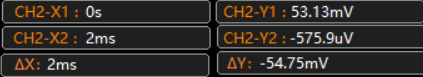 CH2-X1 : 0s CH2-Y1 : 53.13mV
CH2-X2 : 2ms CH2-Y2 : -575.9uV
ΔX: 2ms ΔY: -54.75mV